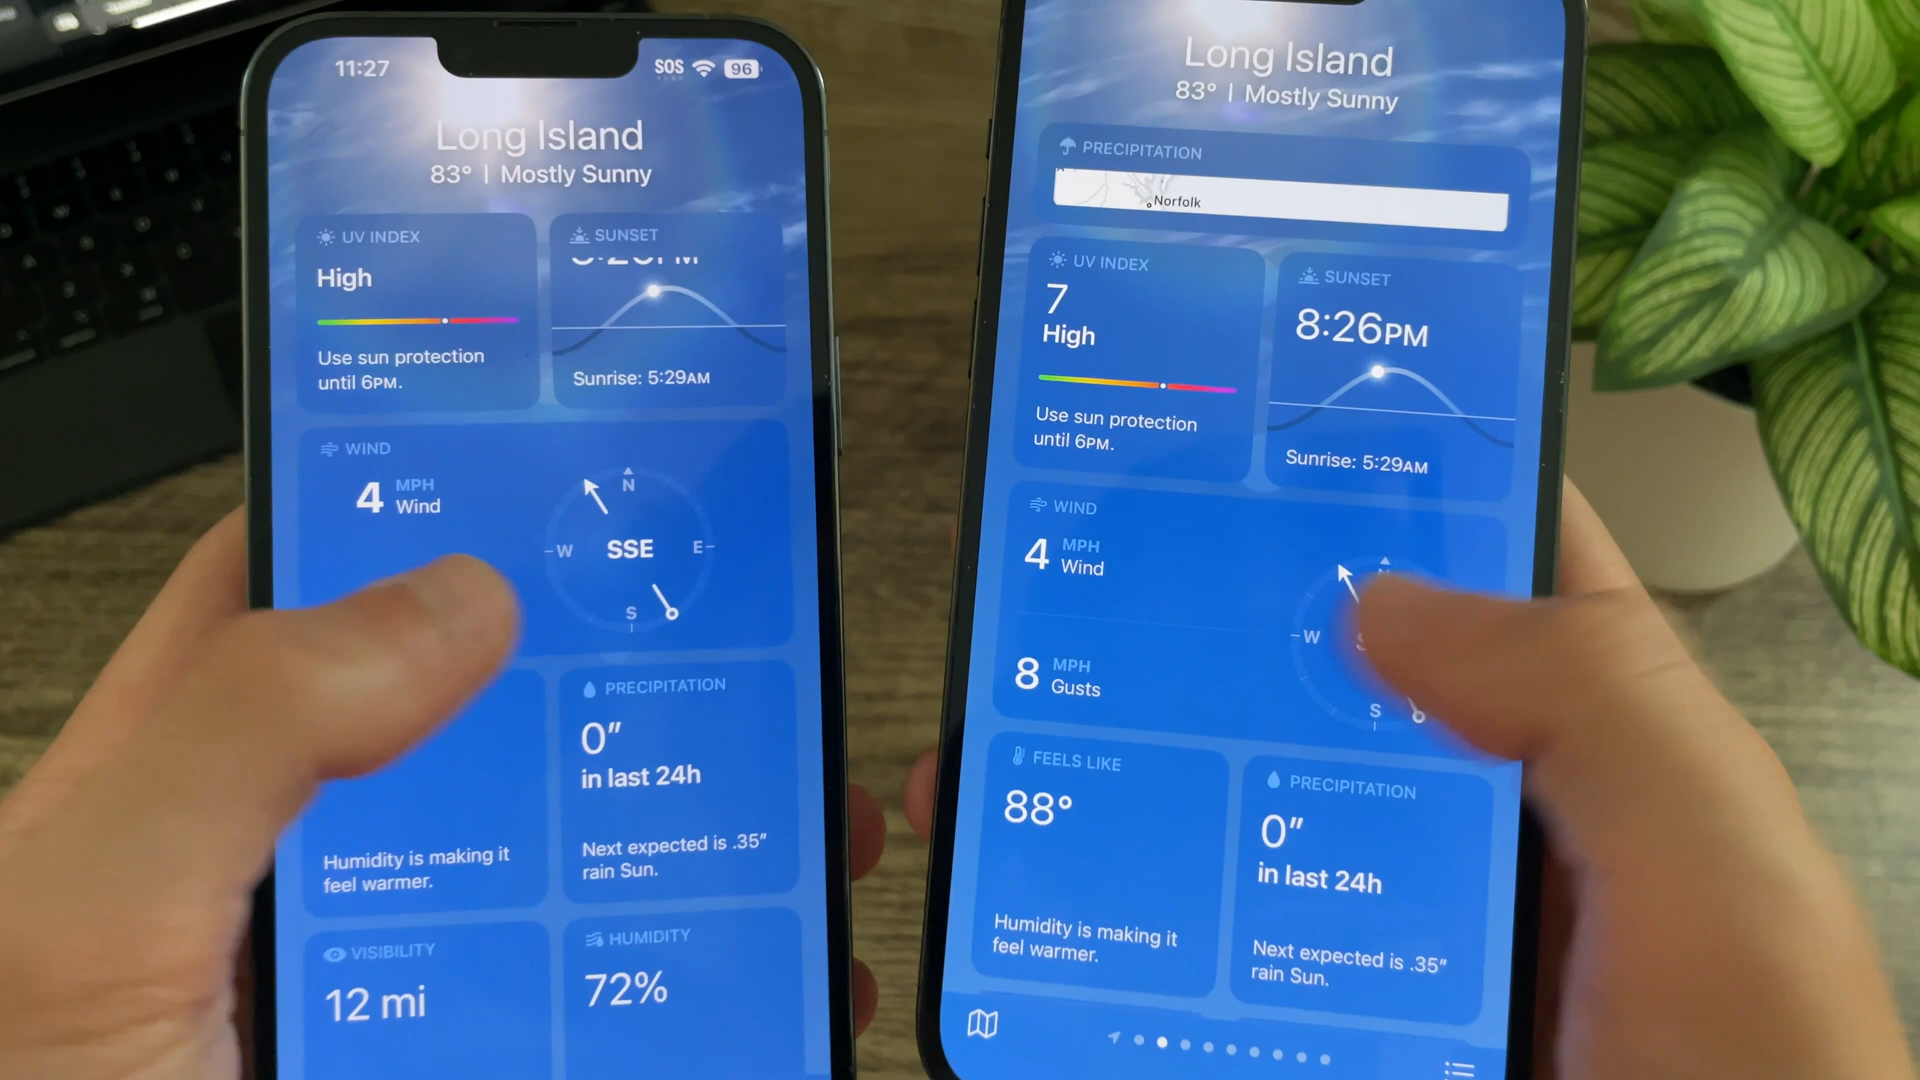 11:27
SOS
96
Long Island
83° | Mostly Sunny
UV INDEX
High
Use sun protection
until 6PM.
SUNSET
Sunrise: 5:29AM
WIND
4 MPH
Wind
N
W
SSE
E
S
PRECIPITATION
0"
in last 24h
Next expected is .35"
rain Sun.
Humidity is making it
feel warmer.
VISIBILITY
12 mi
HUMIDITY
72%
Long Island
83° | Mostly Sunny
PRECIPITATION
Norfolk
UV INDEX
7
High
Use sun protection
until 6PM.
SUNSET
8:26PM
Sunrise: 5:29AM
WIND
4 MPH
Wind
8 MPH
Gusts
W
S
FEELS LIKE
88°
Humidity is making it
feel warmer.
PRECIPITATION
0"
in last 24h
Next expected is .35"
rain Sun.